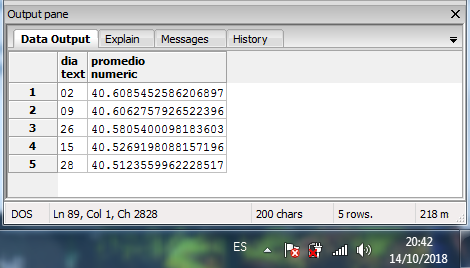 Output pane
Data Output Explain Messages History
dia promedio
text numeric
1 02 40.6085452586206897
2 09 40.6062757926522396
3 26 40.5805400098183603
4 15 40.5269198088157196
5 28 40.5123559962228517
DOS Ln 89, Col 1, Ch 2828 200 chars 5 rows. 218 m
ES 20:42
14/10/2018